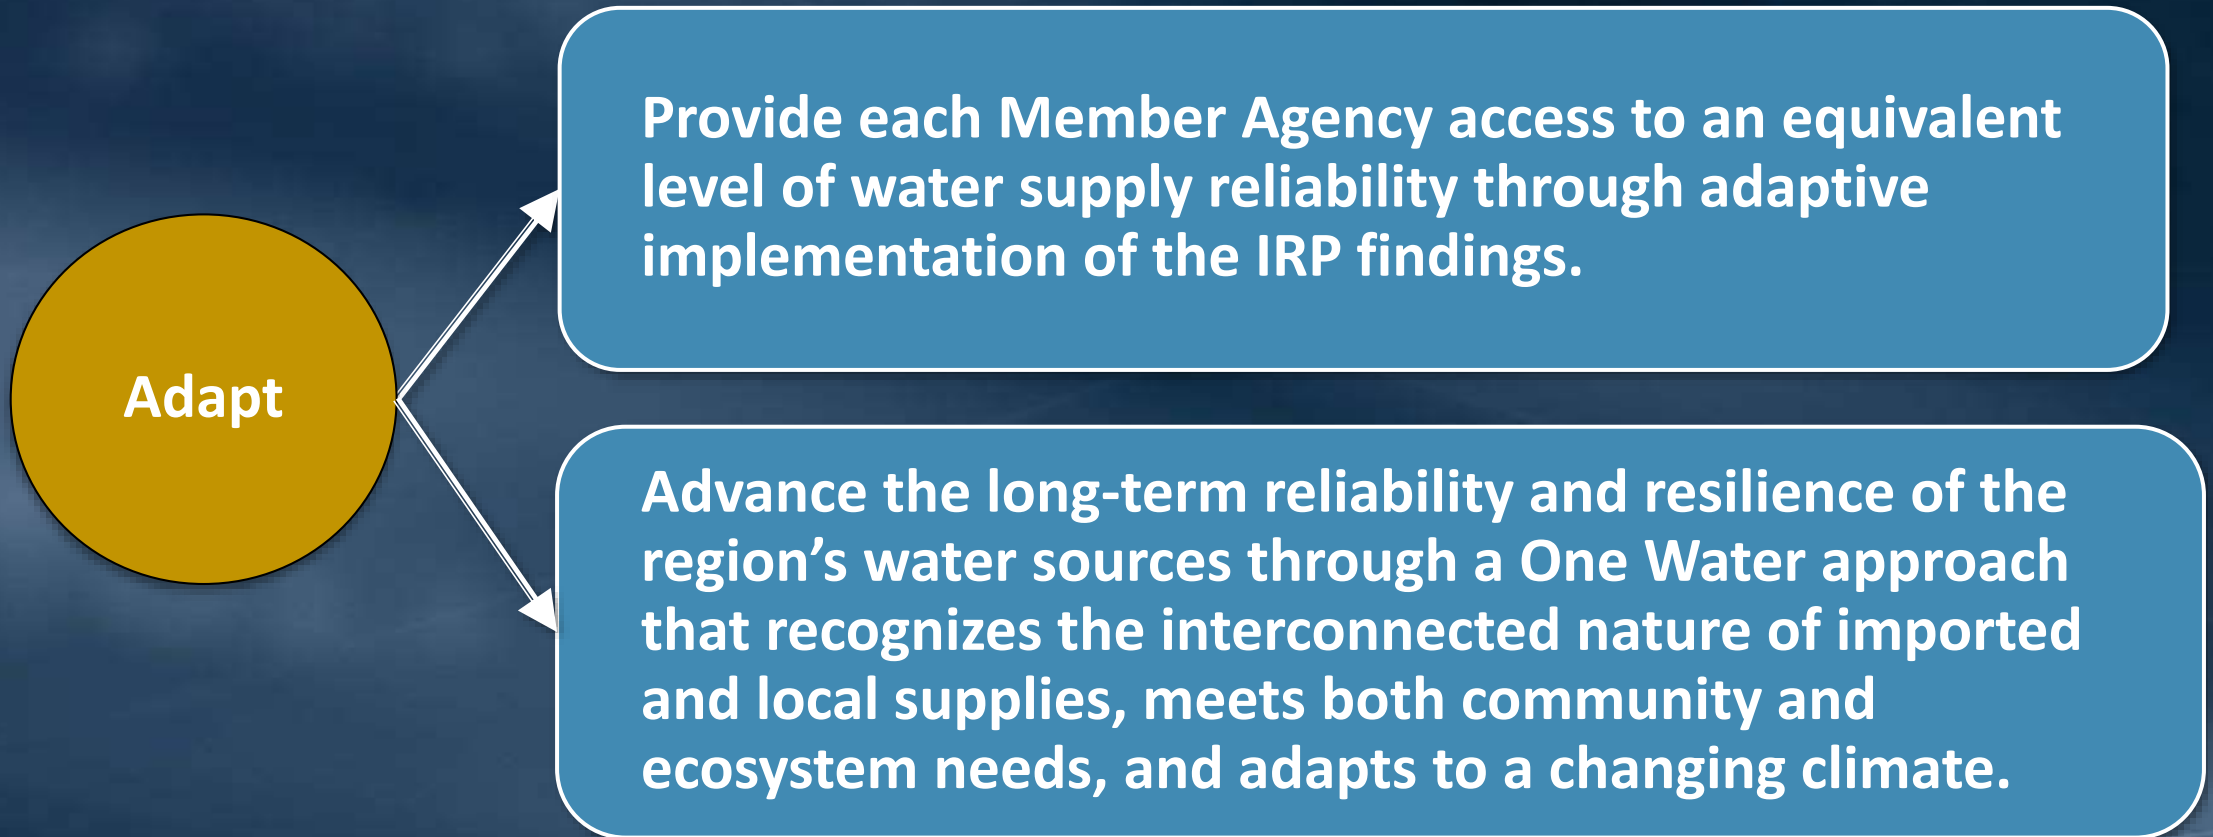 Adapt
Provide each Member Agency access to an equivalent
level of water supply reliability through adaptive
implementation of the IRP findings.
Advance the long-term reliability and resilience of the
region’s water sources through a One Water approach
that recognizes the interconnected nature of imported
and local supplies, meets both community and
ecosystem needs, and adapts to a changing climate.